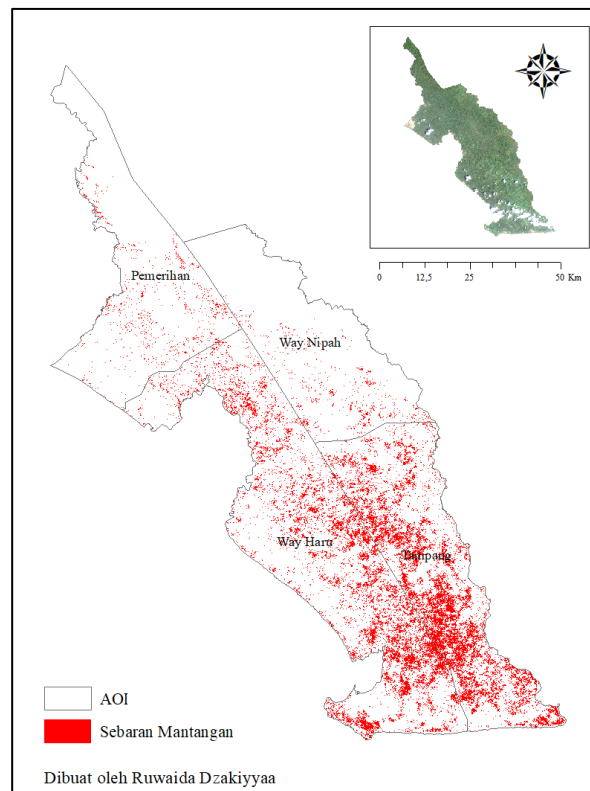 Pemerihan
Way Nipah
Way Haru
Tampang
0 12,5 25 50 Km
AOI
Sebaran Mantangan
Dibuat oleh Ruwaida Dzakiyyaa